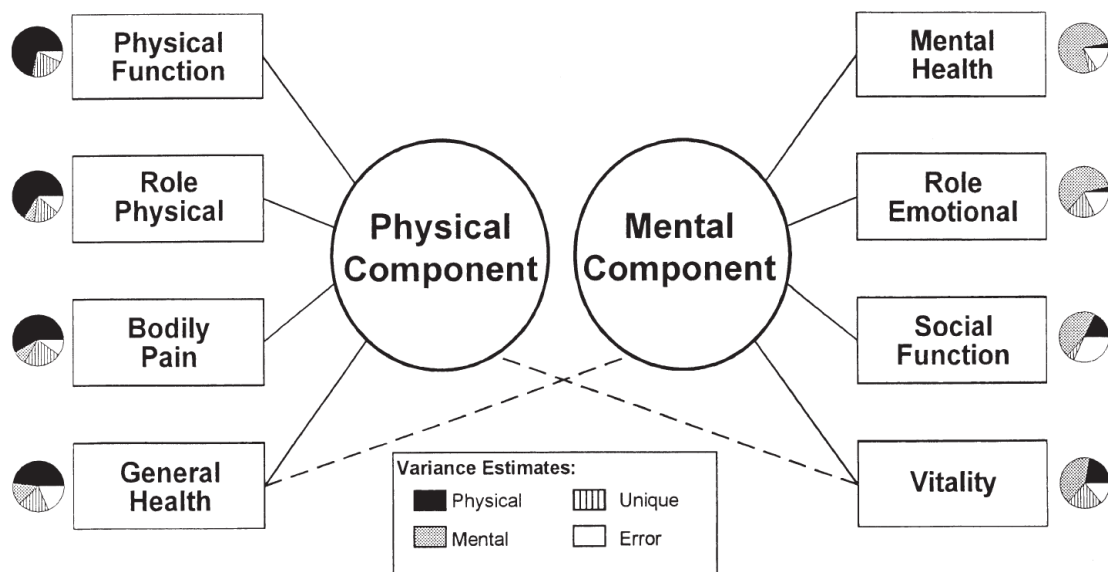 Physical
Function
Role
Physical
Bodily
Pain
General
Health
Physical
Component
Mental
Component
Mental
Health
Role
Emotional
Social
Function
Vitality
Variance Estimates:
Physical
Unique
Mental
Error